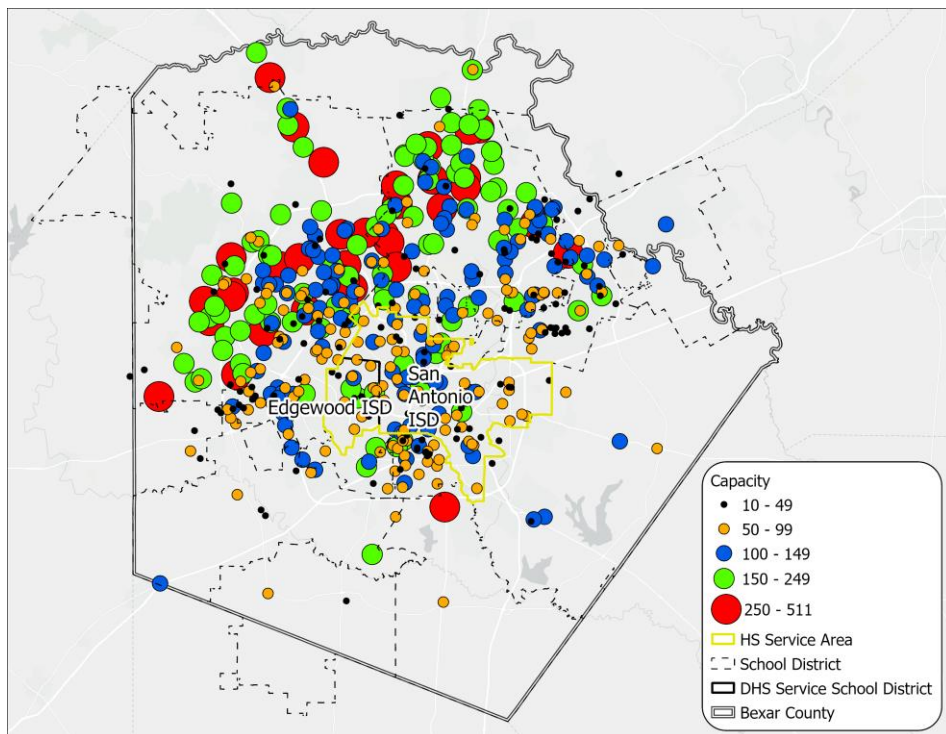 San
Antonio
ISD
Edgewood ISD
Capacity
10 - 49
50 - 99
100 - 149
150 - 249
250 - 511
HS Service Area
School District
DHS Service School District
Bexar County